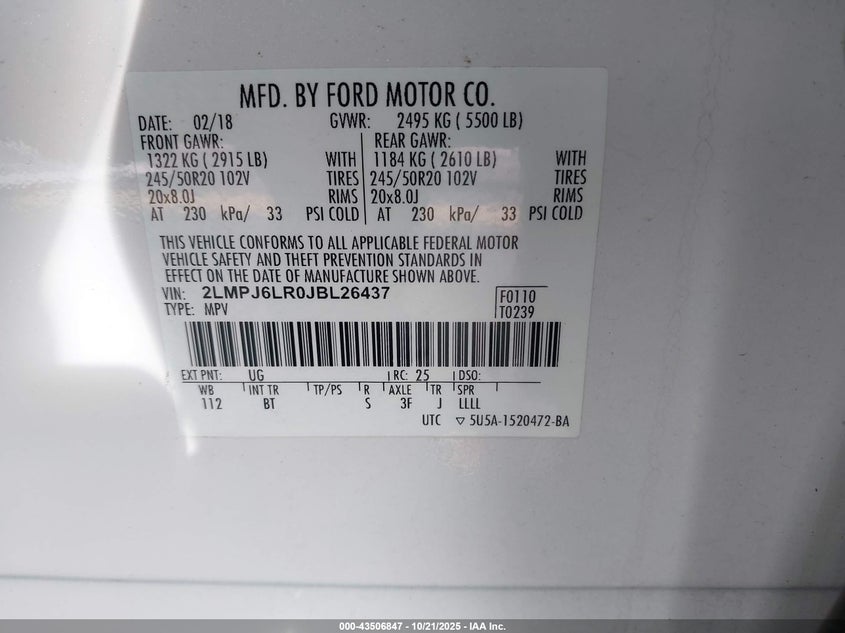 MFD. BY FORD MOTOR CO.
DATE: 02/18 GVWR: 2495 KG ( 5500 LB)
FRONT GAWR: REAR GAWR:
1322 KG ( 2915 LB) WITH 1184 KG ( 2610 LB) WITH
245/50R20 102V TIRES 245/50R20 102V TIRES
20x8.0J RIMS 20x8.0J RIMS
AT 230 kPa/ 33 PSI COLD AT 230 kPa/ 33 PSI COLD
THIS VEHICLE CONFORMS TO ALL APPLICABLE FEDERAL MOTOR
VEHICLE SAFETY AND THEFT PREVENTION STANDARDS IN
EFFECT ON THE DATE OF MANUFACTURE SHOWN ABOVE.
VIN: 2LMPJ6LR0JBL26437 F0110
TYPE: MPV T0239
EXT PNT: UG RC: 25 DSO:
WB INT TR TP/PS R AXLE TR SPR
112 BT S 3F J LLLL
UTC ▽ 5U5A-1520472-BA
000-43506847 - 10/21/2025 - IAA Inc.